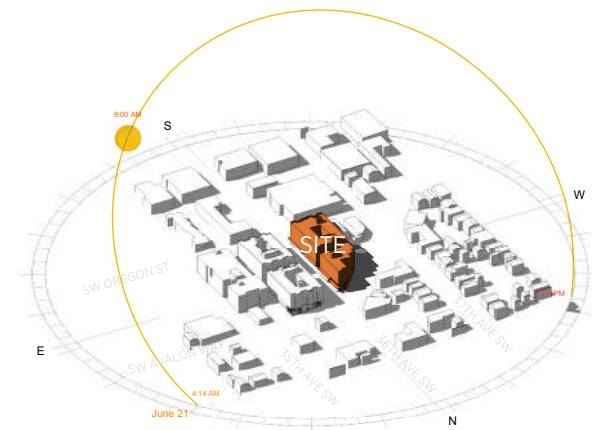 9:00 AM
S
W
SITE
SW OREGON ST
PM
37TH AVE SW
E
SW AVALON WAY
35TH AVE SW
36TH AVE SW
4:14 AM
June 21
N